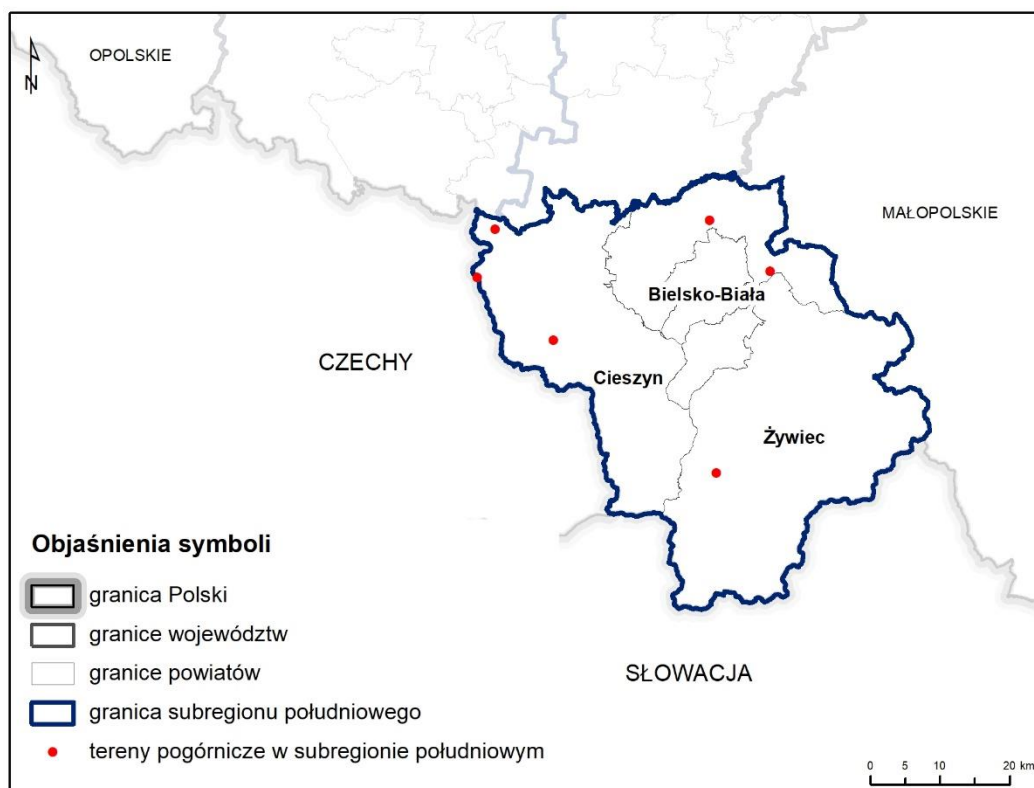 OPOLSKIE
N
MAŁOPOLSKIE
Bielsko-Biała
CZECHY
Cieszyn
Żywiec
Objaśnienia symboli
granica Polski
granice województw
granice powiatów
SŁOWACJA
granica subregionu południowego
tereny pogórnicze w subregionie południowym
0 5 10 20 km